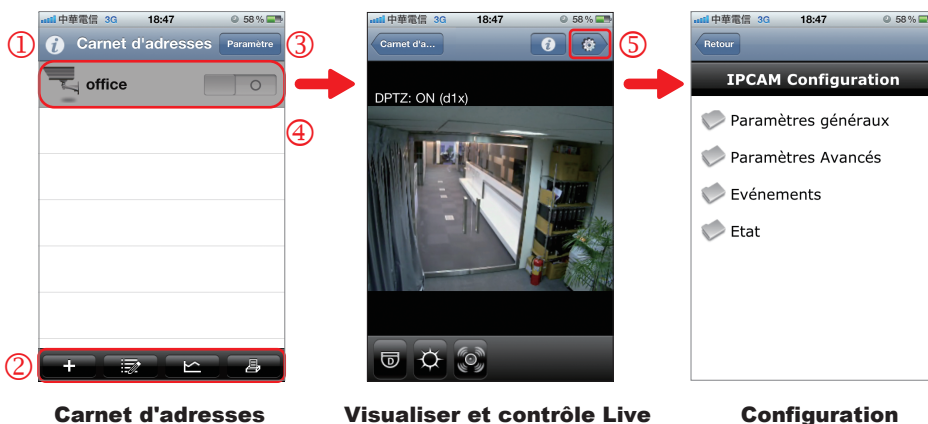 中華電信 3G 18:47 58 %
① Carnet d'adresses Paramètre ③
office
④
②
Carnet d'adresses
中華電信 3G 18:47 58 %
Carnet d'a... ⑤
DPTZ: ON (d1x)
D
Visualiser et contrôle Live
中華電信 3G 18:47 58 %
Retour
IPCAM Configuration
Paramètres généraux
Paramètres Avancés
Evénements
Etat
Configuration